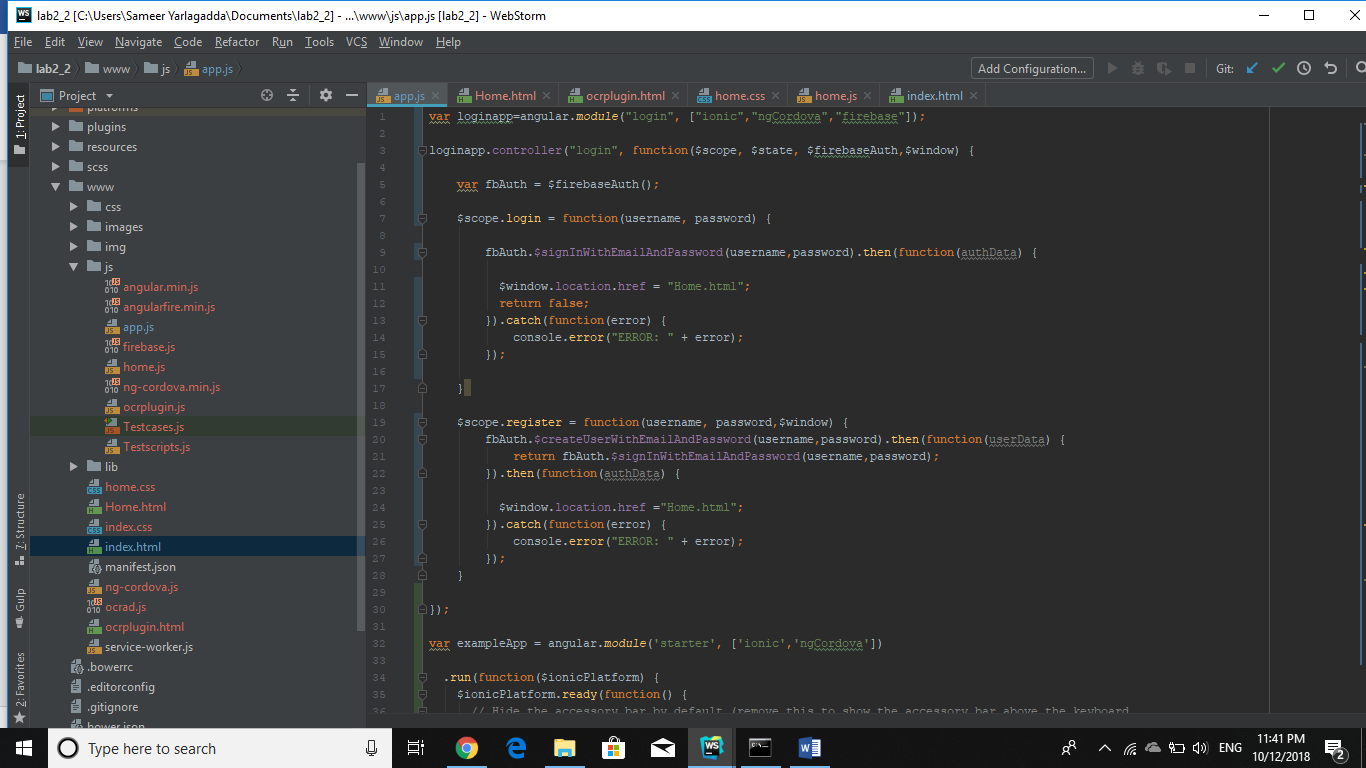 lab2_2 [C:\Users\Sameer Yarlagadda\Documents\lab2_2] - ...\www\js\app.js [lab2_2] - WebStorm
File Edit View Navigate Code Refactor Run Tools VCS Window Help
lab2_2 www js app.js Add Configuration... Git:
1: Project
Project
app.js Home.html ocrplugin.html home.css home.js index.html
platforms
plugins
resources
scss
www
css
images
img
js
angular.min.js
angularfire.min.js
app.js
firebase.js
home.js
ng-cordova.min.js
ocrplugin.js
Testcases.js
Testscripts.js
lib
home.css
Home.html
index.css
index.html
manifest.json
ng-cordova.js
ocrad.js
ocrplugin.html
service-worker.js
.bowerrc
.editorconfig
.gitignore
bower.json
7: Structure
Gulp
2: Favorites
1 var loginapp=angular.module("login", ["ionic","ngCordova","firebase"]);
2
3 loginapp.controller("login", function($scope, $state, $firebaseAuth,$window) {
4
5 var fbAuth = $firebaseAuth();
6
7 $scope.login = function(username, password) {
8
9 fbAuth.$signInWithEmailAndPassword(username,password).then(function(authData) {
10
11 $window.location.href = "Home.html";
12 return false;
13 }).catch(function(error) {
14 console.error("ERROR: " + error);
15 });
16
17 }
18
19 $scope.register = function(username, password,$window) {
20 fbAuth.$createUserWithEmailAndPassword(username,password).then(function(userData) {
21 return fbAuth.$signInWithEmailAndPassword(username,password);
22 }).then(function(authData) {
23
24 $window.location.href ="Home.html";
25 }).catch(function(error) {
26 console.error("ERROR: " + error);
27 });
28 }
29
30 });
31
32 var exampleApp = angular.module('starter', ['ionic','ngCordova'])
33
34 .run(function($ionicPlatform) {
35 $ionicPlatform.ready(function() {
36 // Hide the accessory bar by default (remove this to show the accessory bar above the keyboard
Type here to search
ENG
11:41 PM
10/12/2018
2